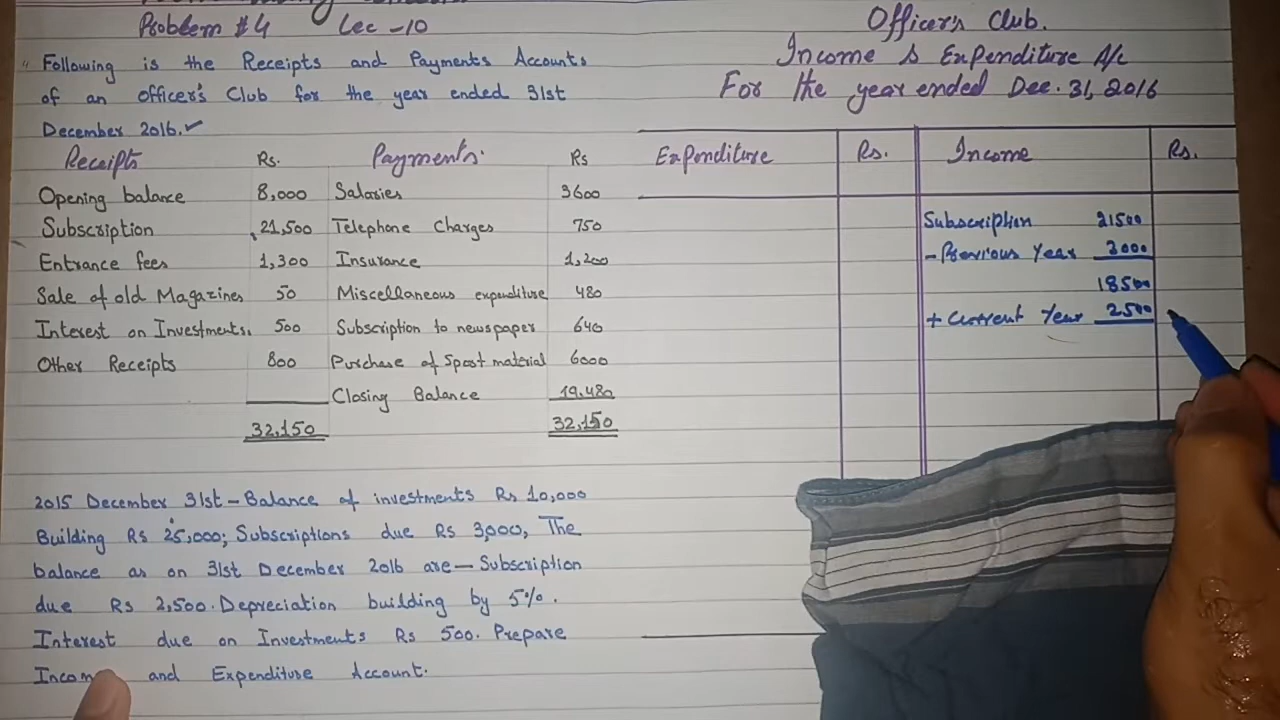 Problem #4 Lec -10
" Following is the Receipts and Payments Accounts
of an officer's Club for the year ended 31st
December 2016.
Receipts Rs. Payments. Rs
Opening balance 8,000 Salaries 3600
Subscription 21,500 Telephone Charges 750
Entrance fees 1,300 Insurance 1,200
Sale of old Magazines 50 Miscellaneous expenditure 480
Interest on Investments. 500 Subscription to newspaper 640
Other Receipts 800 Purchase of Sport material 6000
Closing Balance 19,480
32,150 32,150
2015 December 31st - Balance of investments Rs 10,000
Building Rs 25,000; Subscriptions due Rs 3,000, The
balance as on 31st December 2016 are - Subscription
due Rs 2,500. Depreciation building by 5%.
Interest due on Investments Rs 500. Prepare
and Expenditure Account.
Officer's Club.
Income & Expenditure A/c
For the year ended Dec. 31, 2016
Expenditure Rs. Income Rs.
Subscription 21500
- Previous Year 3000
18500
+ Current Year 2500